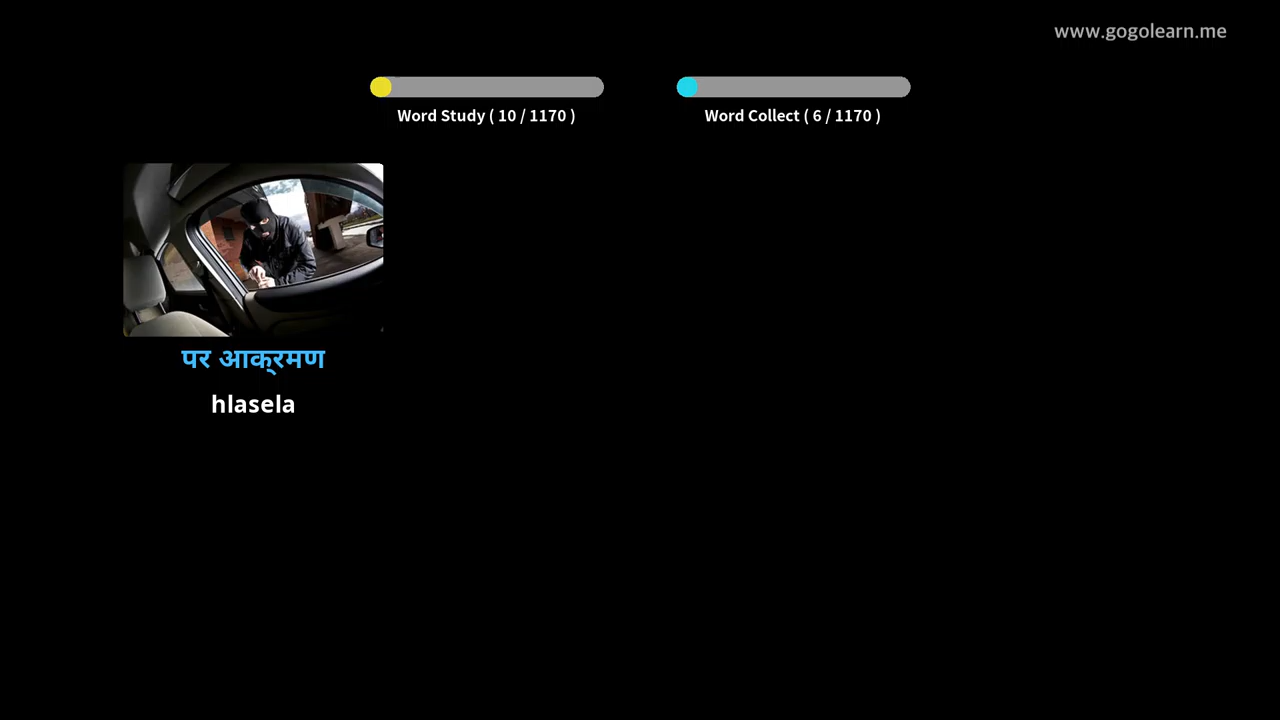 www.gogolearn.me
Word Study ( 10 / 1170 )
Word Collect ( 6 / 1170 )
पर आक्रमण
hlasela